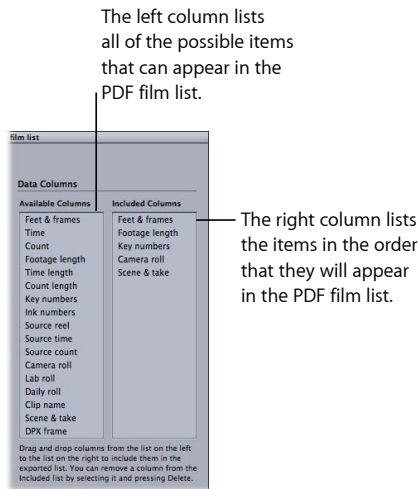 The left column lists
all of the possible items
that can appear in the
PDF film list.
film list
Data Columns
Available Columns
Included Columns
Feet & frames
Time
Count
Footage length
Time length
Count length
Key numbers
Ink numbers
Source reel
Source time
Source count
Camera roll
Lab roll
Daily roll
Clip name
Scene & take
DPX frame
Feet & frames
Footage length
Key numbers
Camera roll
Scene & take
The right column lists
the items in the order
that they will appear
in the PDF film list.
Drag and drop columns from the list on the left
to the list on the right to include them in the
exported list. You can remove a column from the
Included list by selecting it and pressing Delete.